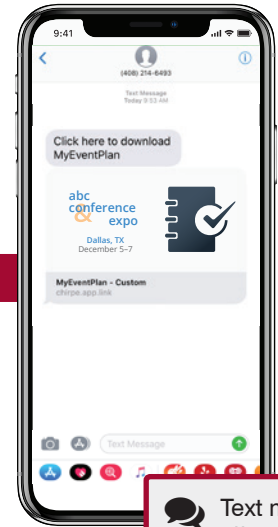 9:41
(408) 214-6493
Text Message
Today 9:53 AM
Click here to download
MyEventPlan
abc
conference
&
expo
Dallas, TX
December 5–7
MyEventPlan - Custom
chirpe.app.link
Text Message
Text m